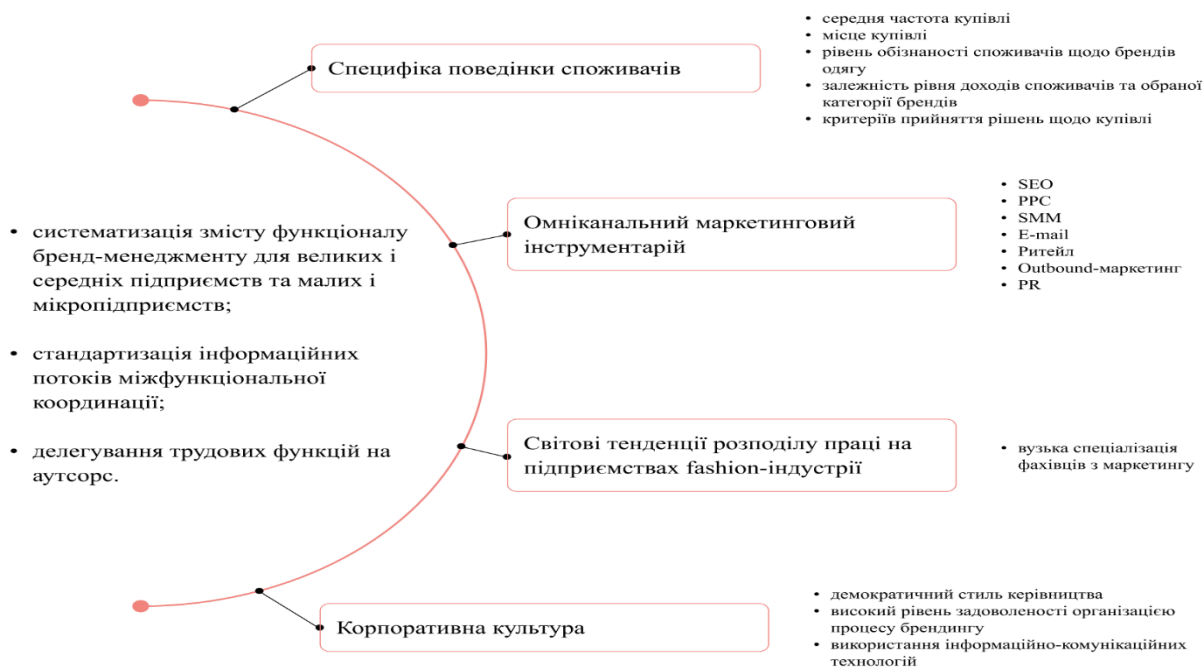 Специфіка поведінки споживачів
• середня частота купівлі
• місце купівлі
• рівень обізнаності споживачів щодо брендів
одягу
• залежність рівня доходів споживачів та обраної
категорії брендів
• критеріїв прийняття рішень щодо купівлі
• систематизація змісту функціоналу
бренд-менеджменту для великих і
середніх підприємств та малих і
мікропідприємств;
• стандартизація інформаційних
потоків міжфункціональної
координації;
• делегування трудових функцій на
аутсорс.
Омніканальний маркетинговий
інструментарій
• SEO
• PPC
• SMM
• E-mail
• Ритейл
• Outbound-маркетинг
• PR
Світові тенденції розподілу праці на
підприємствах fashion-індустрії
• вузька спеціалізація
фахівців з маркетингу
Корпоративна культура
• демократичний стиль керівництва
• високий рівень задоволеності організацією
процесу брендингу
• використання інформаційно-комунікаційних
технологій